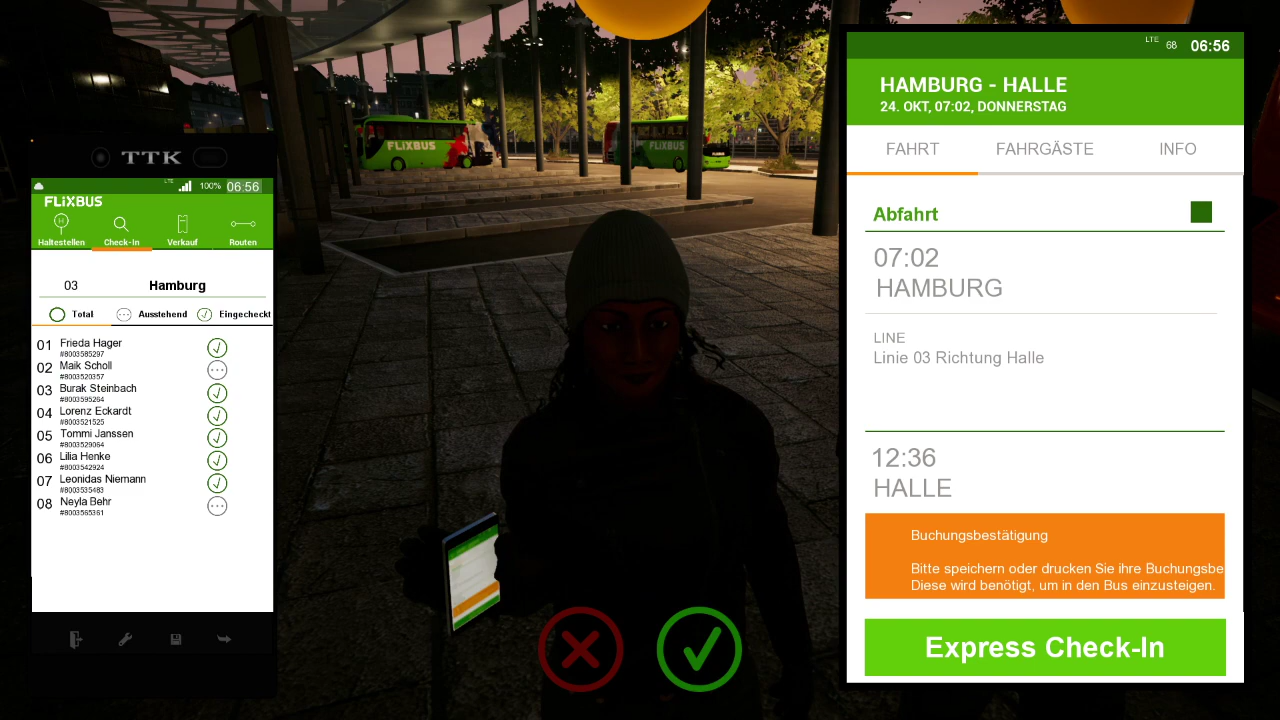 TTK
LTE 100% 06:56
FLiXBUS
Haltestellen Check-In Verkauf Routen
03 Hamburg
Total Ausstehend Eingecheckt
01 Frieda Hager
#8003585297
02 Maik Scholl
#8003520357
03 Burak Steinbach
#8003595264
04 Lorenz Eckardt
#8003521525
05 Tommi Janssen
#8003529064
06 Lilia Henke
#8003542924
07 Leonidas Niemann
#8003535483
08 Neyla Behr
#8003565361
FLiXBUS
FLiXBUS
LTE 68 06:56
HAMBURG - HALLE
24. OKT, 07:02, DONNERSTAG
FAHRT FAHRGÄSTE INFO
Abfahrt
07:02
HAMBURG
LINE
Linie 03 Richtung Halle
12:36
HALLE
Buchungsbestätigung
Bitte speichern oder drucken Sie ihre Buchungsbe
Diese wird benötigt, um in den Bus einzusteigen.
Express Check-In